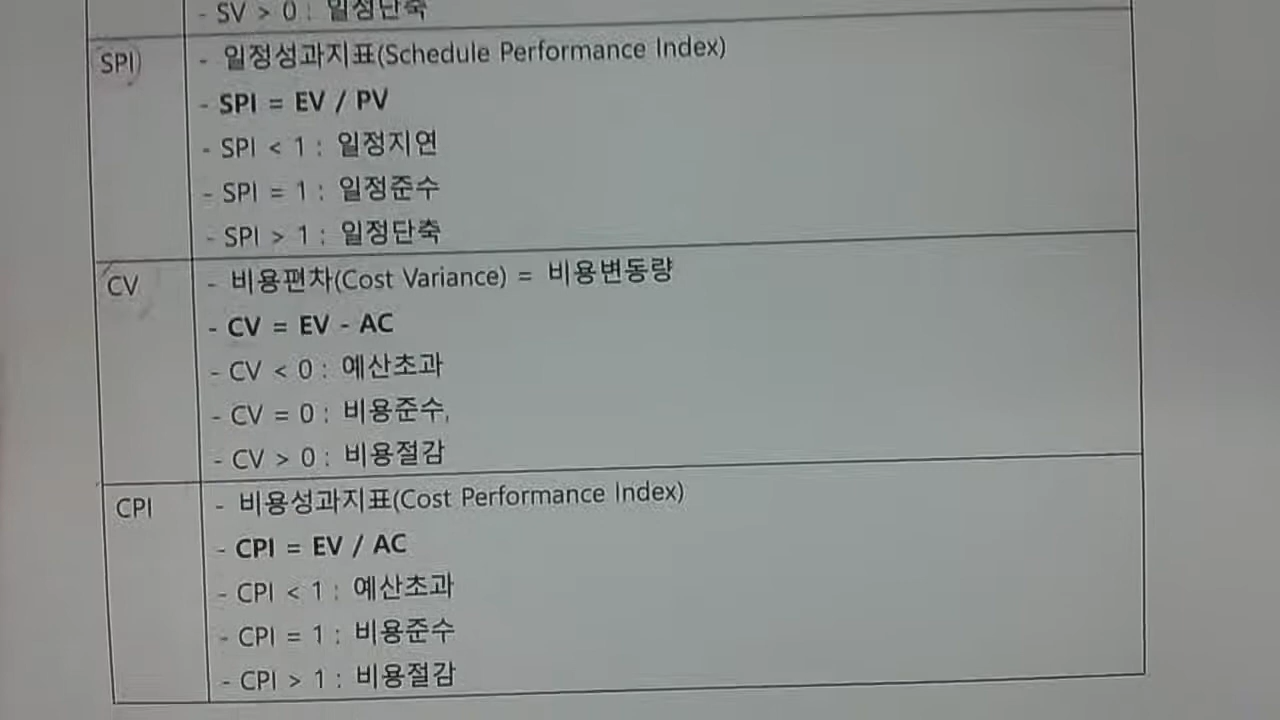 - SV > 0 : 일정단축
SPI
- 일정성과지표(Schedule Performance Index)
- SPI = EV / PV
- SPI < 1 : 일정지연
- SPI = 1 : 일정준수
- SPI > 1 : 일정단축
CV
- 비용편차(Cost Variance) = 비용변동량
- CV = EV - AC
- CV < 0 : 예산초과
- CV = 0 : 비용준수,
- CV > 0 : 비용절감
CPI
- 비용성과지표(Cost Performance Index)
- CPI = EV / AC
- CPI < 1 : 예산초과
- CPI = 1 : 비용준수
- CPI > 1 : 비용절감